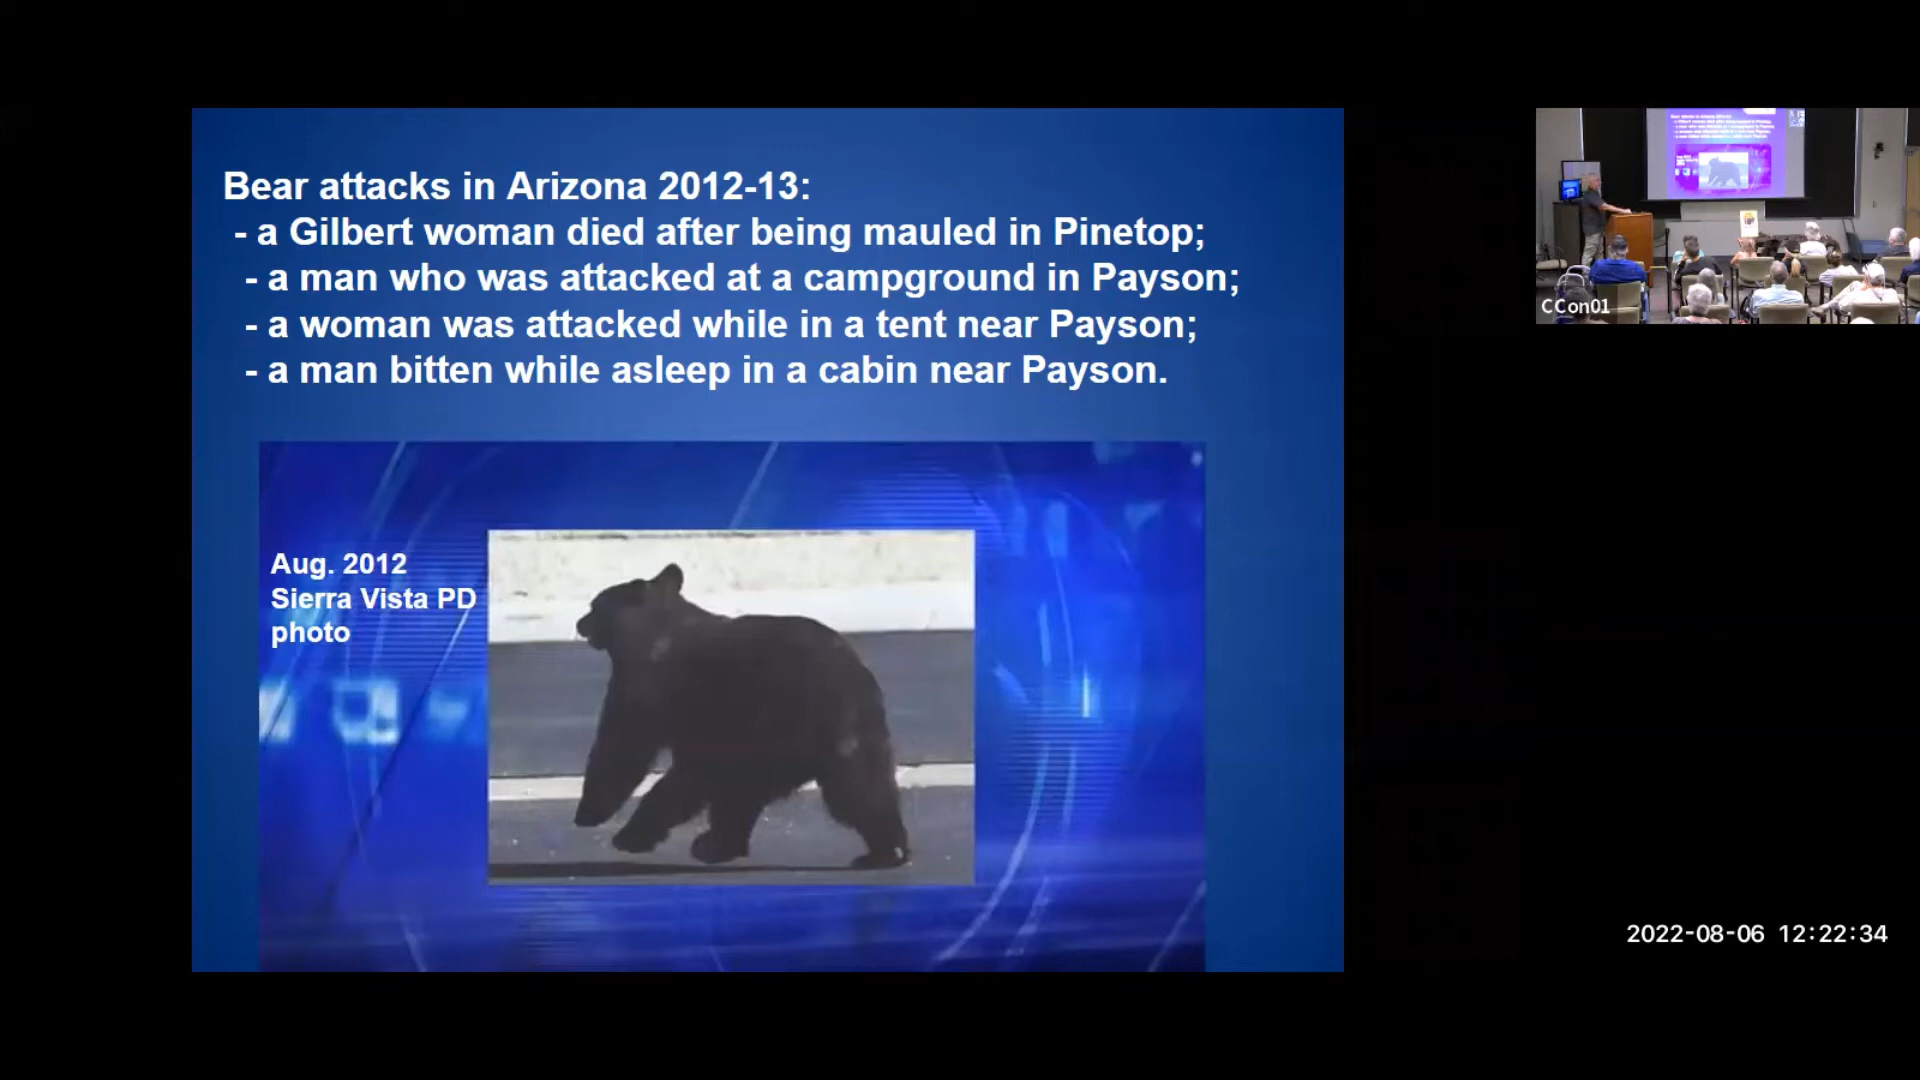 Bear attacks in Arizona 2012-13:
- a Gilbert woman died after being mauled in Pinetop;
- a man who was attacked at a campground in Payson;
- a woman was attacked while in a tent near Payson;
- a man bitten while asleep in a cabin near Payson.
Aug. 2012
Sierra Vista PD
photo
CCon01
2022-08-06 12:22:34